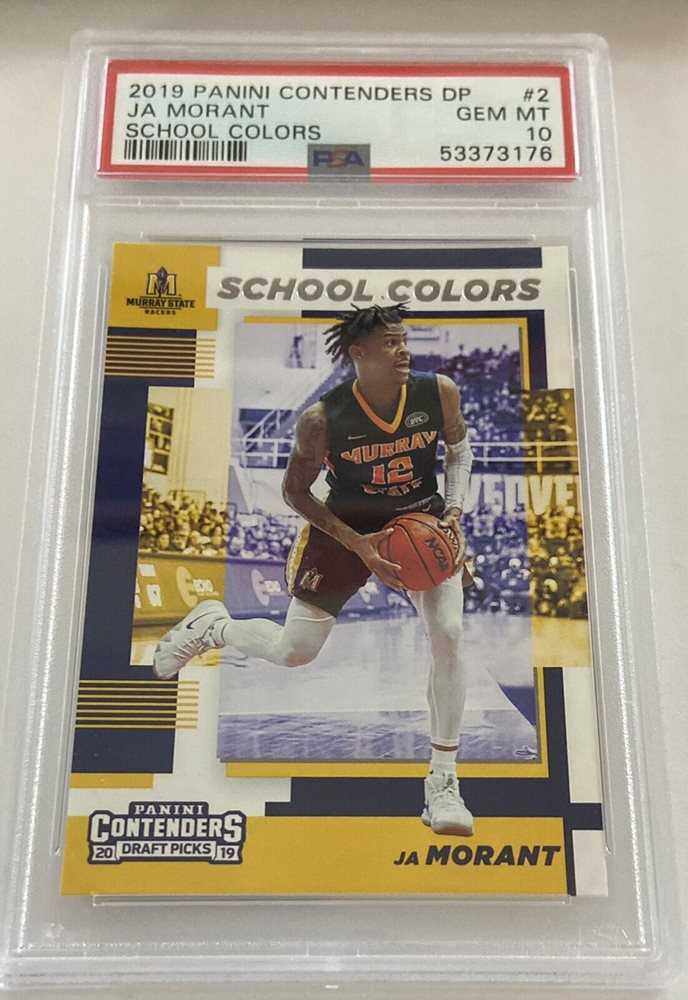 2019 PANINI CONTENDERS DP #2
JA MORANT GEM MT
SCHOOL COLORS 10
PSA 53373176
MURRAY STATE
RACERS
SCHOOL COLORS
OVC
MURRAY
12
STATE
NCAA
M
PANINI
CONTENDERS
20 DRAFT PICKS 19
JA MORANT